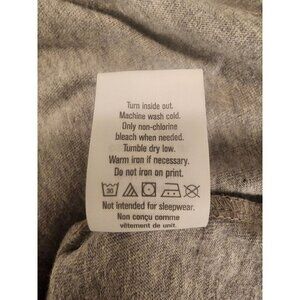 Turn inside out.
Machine wash cold.
Only non-chlorine
bleach when needed.
Tumble dry low.
Warm iron if necessary.
Do not iron on print.
30
Not intended for sleepwear.
Non conçu comme
vêtement de unit.